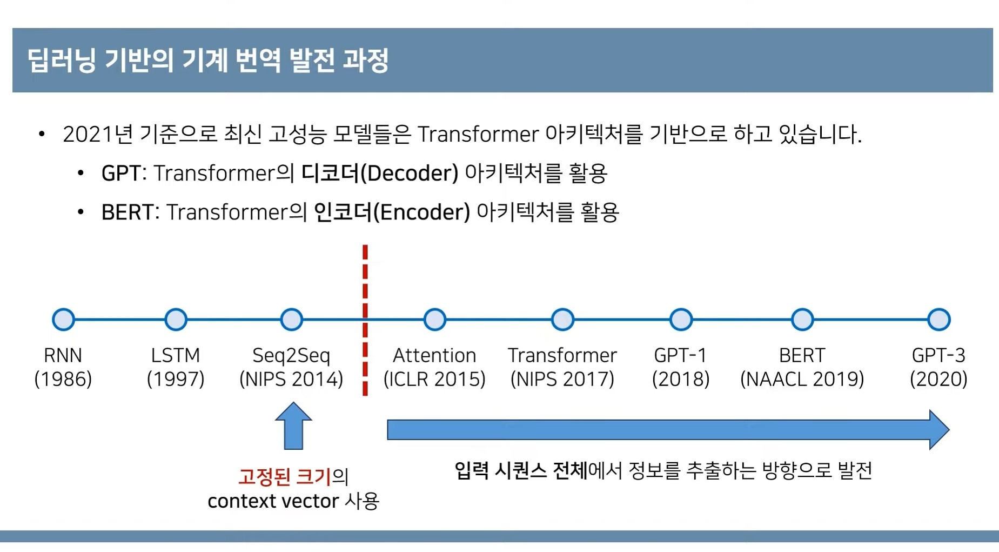 딥러닝 기반의 기계 번역 발전 과정
• 2021년 기준으로 최신 고성능 모델들은 Transformer 아키텍처를 기반으로 하고 있습니다.
• GPT: Transformer의 디코더(Decoder) 아키텍처를 활용
• BERT: Transformer의 인코더(Encoder) 아키텍처를 활용
RNN
(1986)
LSTM
(1997)
Seq2Seq
(NIPS 2014)
Attention
(ICLR 2015)
Transformer
(NIPS 2017)
GPT-1
(2018)
BERT
(NAACL 2019)
GPT-3
(2020)
고정된 크기의
context vector 사용
입력 시퀀스 전체에서 정보를 추출하는 방향으로 발전